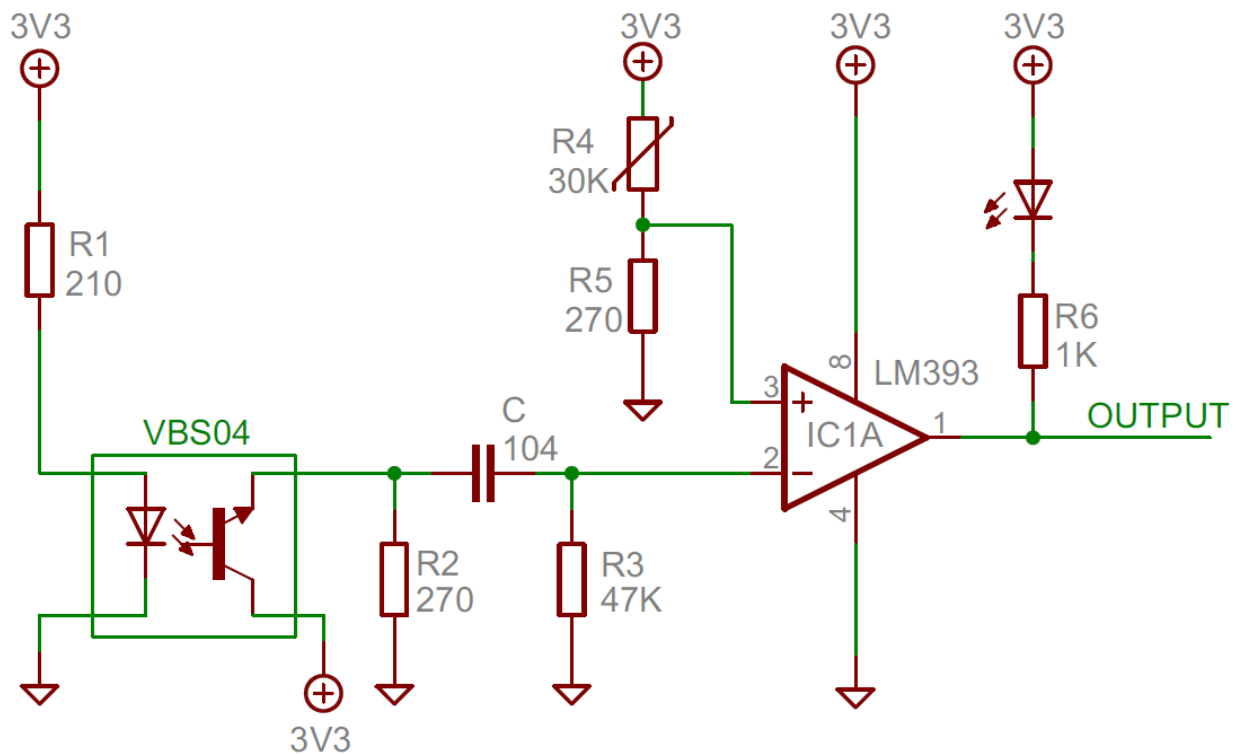 3V3
3V3
3V3
3V3
R4
30K
R1
210
R5
270
R6
1K
8
LM393
3
IC1A
1
OUTPUT
2
4
VBS04
C
104
R2
270
R3
47K
3V3